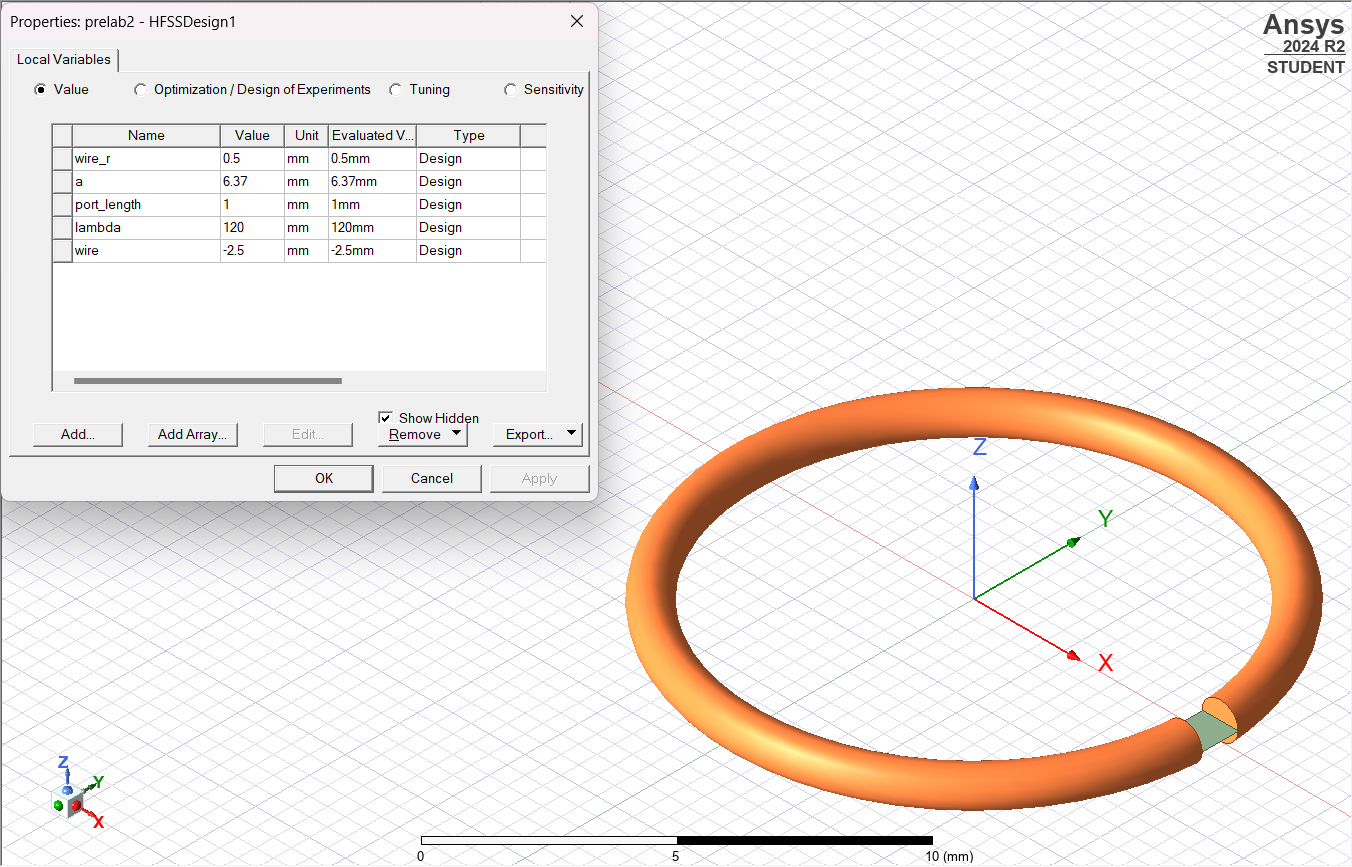 Properties: prelab2 - HFSSDesign1
Local Variables
Value Optimization / Design of Experiments Tuning Sensitivity
Name Value Unit Evaluated V... Type
wire_r 0.5 mm 0.5mm Design
a 6.37 mm 6.37mm Design
port_length 1 mm 1mm Design
lambda 120 mm 120mm Design
wire -2.5 mm -2.5mm Design
Show Hidden
Add... Add Array... Edit... Remove Export...
OK Cancel Apply
Ansys
2024 R2
STUDENT
Z
Y
X
Z
Y
X
0 5 10 (mm)